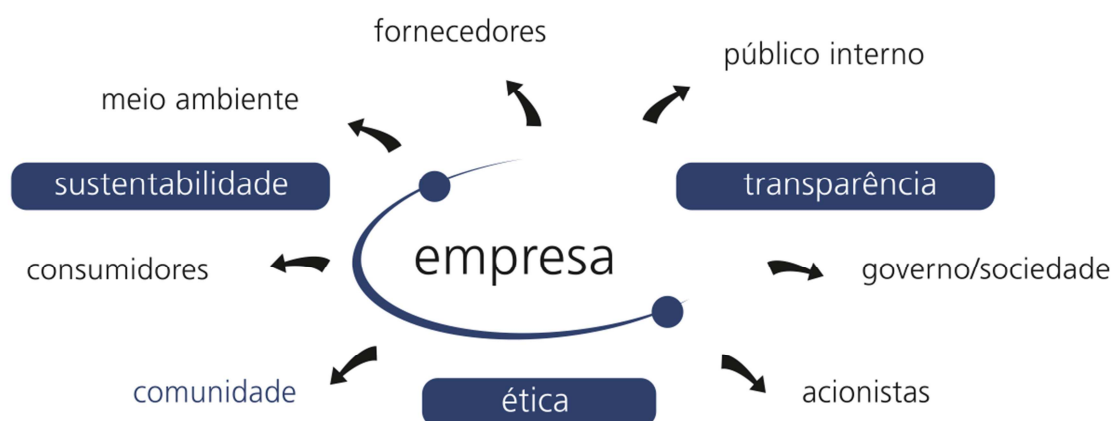 fornecedores
público interno
meio ambiente
sustentabilidade
transparência
empresa
consumidores
governo/sociedade
comunidade
ética
acionistas